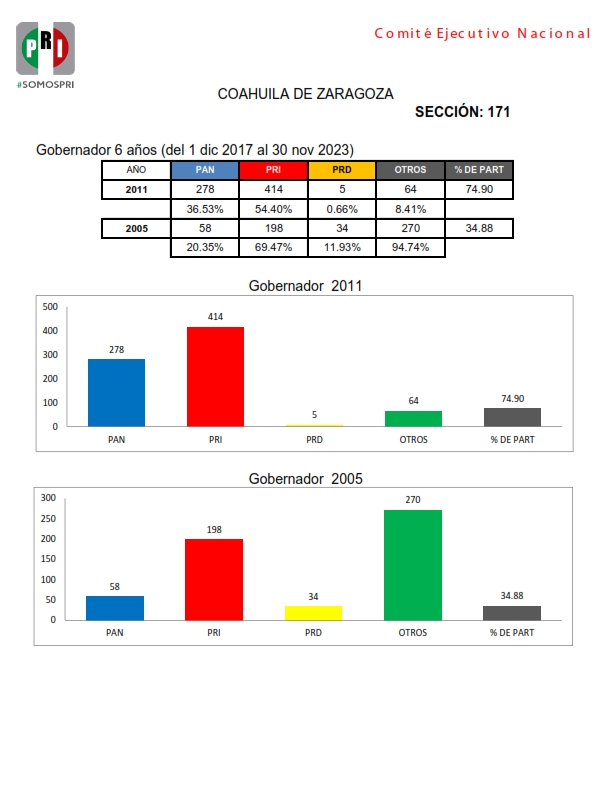 PRI
#SOMOSPRI
Comité Ejecutivo Nacional
COAHUILA DE ZARAGOZA
SECCIÓN: 171
Gobernador 6 años (del 1 dic 2017 al 30 nov 2023)
AÑO PAN PRI PRD OTROS % DE PART
2011 278 414 5 64 74.90
36.53% 54.40% 0.66% 8.41%
2005 58 198 34 270 34.88
20.35% 69.47% 11.93% 94.74%
Gobernador 2011
500
400
300
200
100
0
278
414
5
64
74.90
PAN PRI PRD OTROS % DE PART
Gobernador 2005
300
250
200
150
100
50
0
58
198
34
270
34.88
PAN PRI PRD OTROS % DE PART